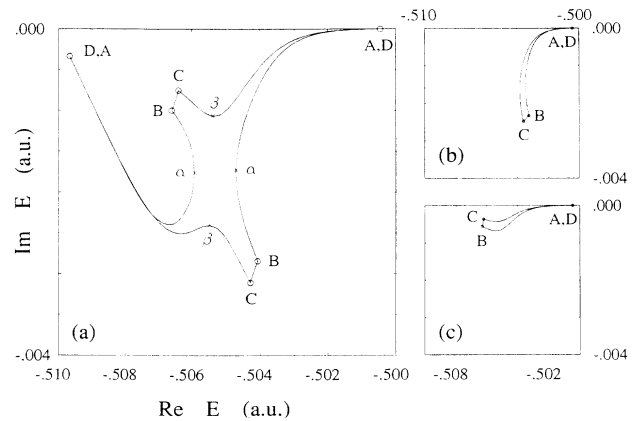 -.510 -.500
.000 .000
D,A A,D A,D
C
β
B
B
C
α α
(b)
-.004
.000
C
A,D
B
β
B
C
(a) (c)
-.004 -.004
-.510 -.508 -.506 -.504 -.502 -.500 -.508 -.502
Im E (a.u.)
Re E (a.u.)